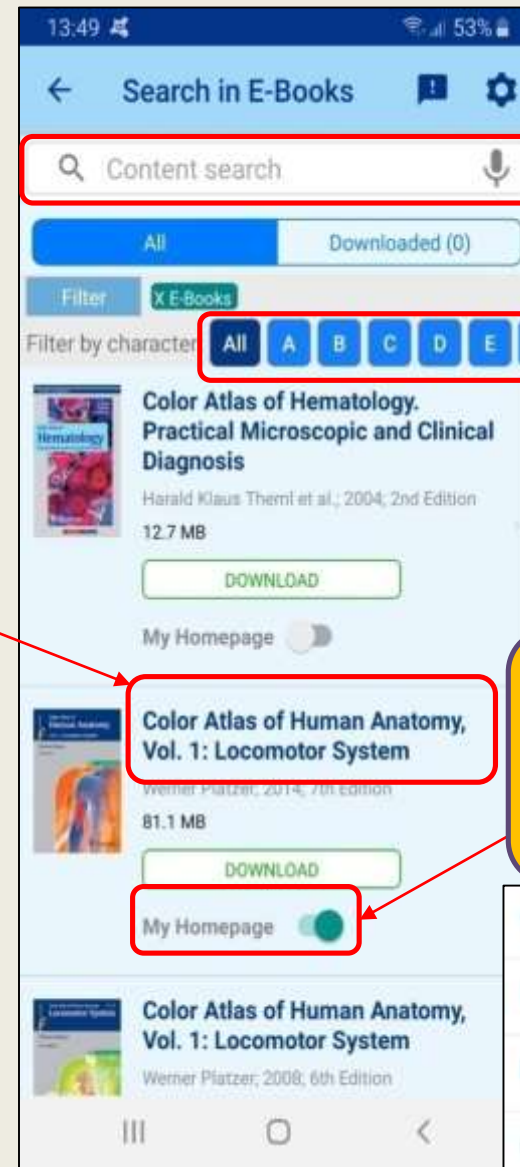 13:49 53%
Search in E-Books
Content search
All Downloaded (0)
Filter X E-Books
Filter by character All A B C D E
Hematology
Color Atlas of Hematology.
Practical Microscopic and Clinical
Diagnosis
Harald Klaus Theml et al.; 2004; 2nd Edition
12.7 MB
DOWNLOAD
My Homepage
Color Atlas of Human Anatomy,
Vol. 1: Locomotor System
Werner Platzer; 2014; 7th Edition
81.1 MB
DOWNLOAD
My Homepage
Color Atlas of Human Anatomy,
Vol. 1: Locomotor System
Werner Platzer; 2008; 6th Edition